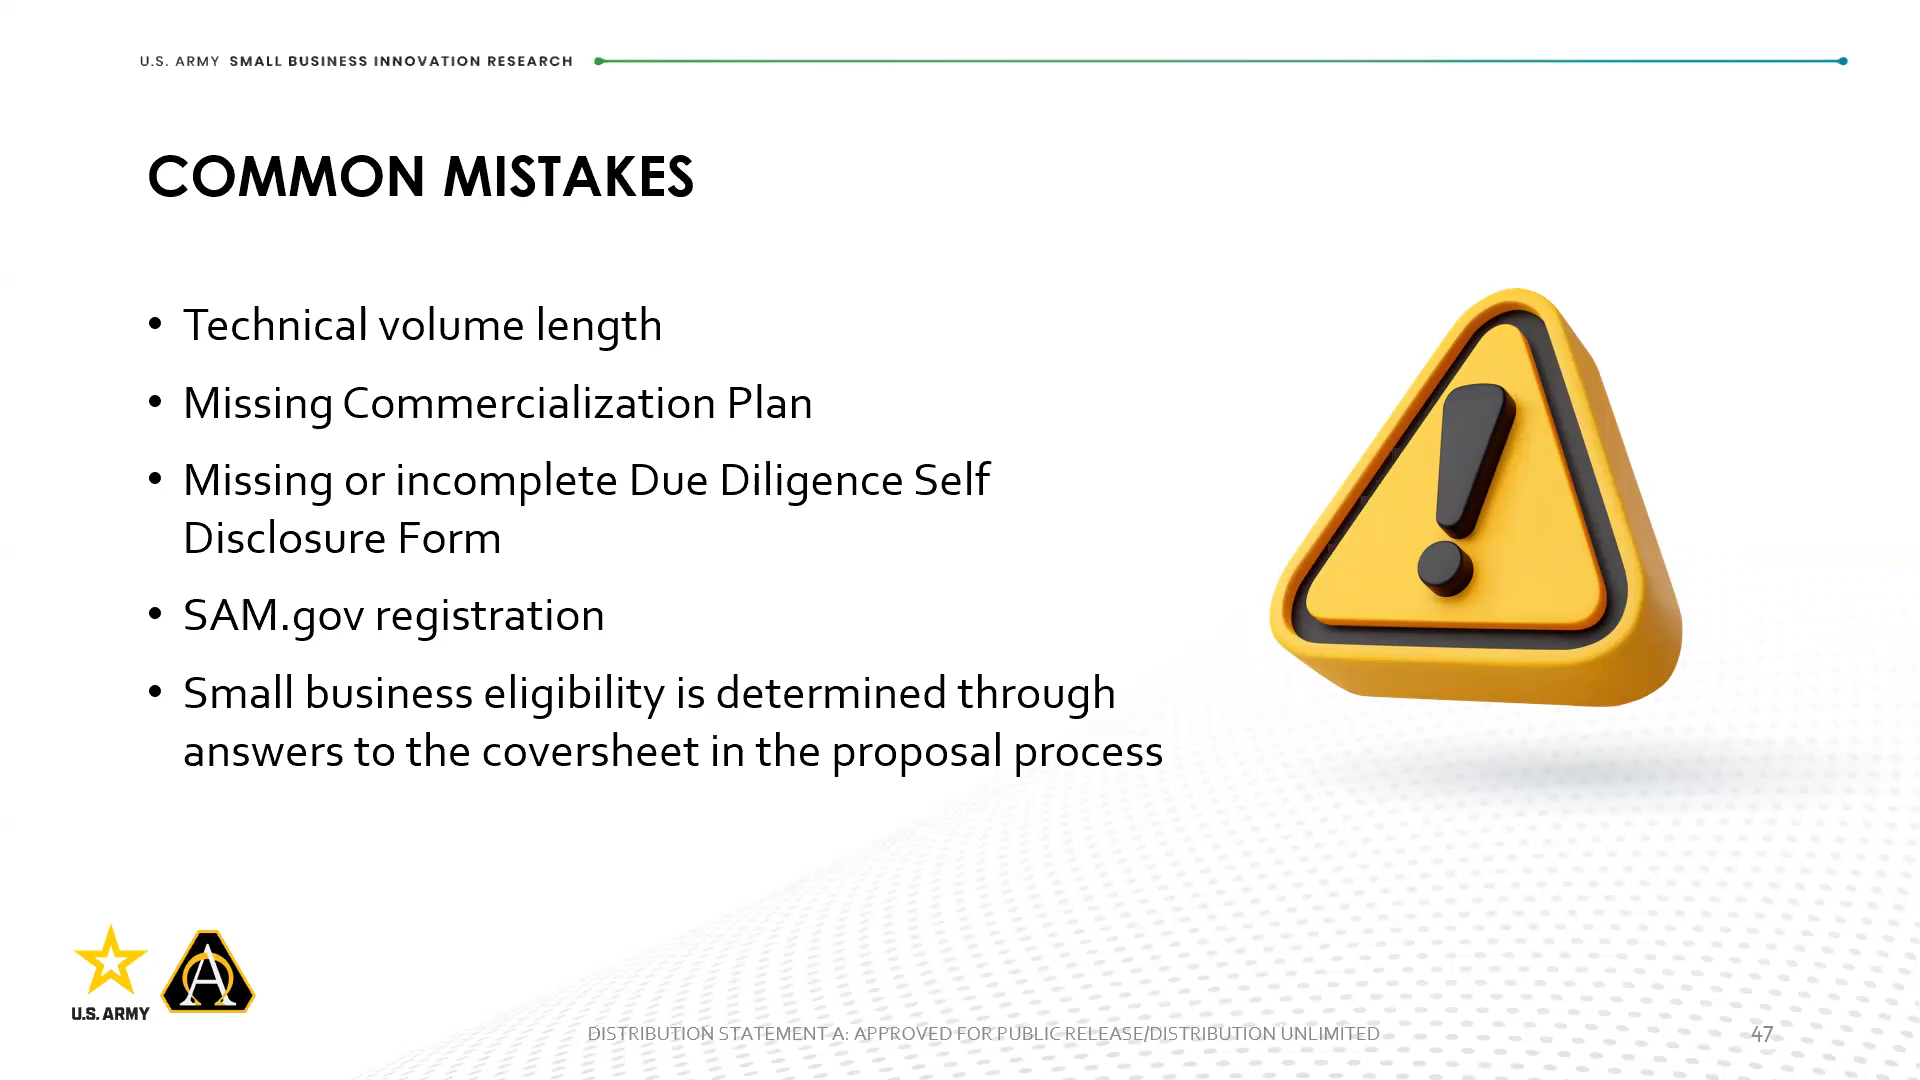 U.S. ARMY SMALL BUSINESS INNOVATION RESEARCH
COMMON MISTAKES
• Technical volume length
• Missing Commercialization Plan
• Missing or incomplete Due Diligence Self
Disclosure Form
• SAM.gov registration
• Small business eligibility is determined through
answers to the coversheet in the proposal process
U.S. ARMY
DISTRIBUTION STATEMENT A: APPROVED FOR PUBLIC RELEASE/DISTRIBUTION UNLIMITED
47